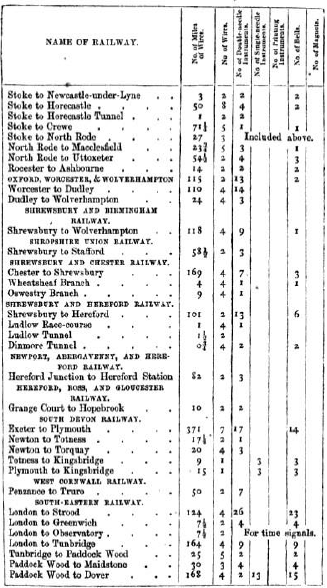 NAME OF RAILWAY. No. of Miles of Wires. No. of Wires. No. of Double-needle Instruments. No. of Single-needle Instruments. No. of Printing Instruments. No. of Bells. No. of Magnets.
Stoke to Newcastle-under-Lyne . . 3 2 2 2
Stoke to Horecastle . . . . 50 8 4 2
Stoke to Horecastle Tunnel . . . 1 2 2
Stoke to Crewe . . . . 71½ 5 1 1
Stoke to North Rode . . . . 27 3 Included above.
North Rode to Macclesfield . . . 23¾ 5 3 1
North Rode to Uttoxeter . . . 54½ 2 4 3
Rocester to Ashbourne . . . 14 2 2 2
OXFORD, WORCESTER, & WOLVERHAMPTON 115 2 13 2
Worcester to Dudley . . . . 110 4 14
Dudley to Wolverhampton . . . 24 4 3
SHREWSBURY AND BIRMINGHAM
RAILWAY.
Shrewsbury to Wolverhampton . . 118 4 9 1
SHROPSHIRE UNION RAILWAY.
Shrewsbury to Stafford . . . 58½ 2 3
SHREWSBURY AND CHESTER RAILWAY.
Chester to Shrewsbury . . . 169 4 7 3
Wheatsheaf Branch . . . . 4 4 1 1
Oswestry Branch . . . . 9 4 1
SHREWSBURY AND HEREFORD RAILWAY.
Shrewsbury to Hereford . . . 101 2 13 6
Ludlow Race-course . . . . 1 4 1
Ludlow Tunnel . . . . 1½ 2
Dinmore Tunnel . . . . 0¾ 4 2 2
NEWPORT, ABERGAVENNY, AND HERE-
FORD RAILWAY.
Hereford Junction to Hereford Station 82 2 3
HEREFORD, ROSS, AND GLOUCESTER
RAILWAY.
Grange Court to Hopebrook . . 10 2 2
SOUTH DEVON RAILWAY.
Exeter to Plymouth . . . . 371 7 17 14
Newton to Totness . . . . 17½ 2 1
Newton to Torquay . . . . 20 4 3
Totness to Kingsbridge . . . 9 1 3 3
Plymouth to Kingsbridge . . . 15 1 3 3
WEST CORNWALL RAILWAY.
Penzance to Truro . . . . 50 2 7
SOUTH-EASTERN RAILWAY.
London to Strood . . . . 124 4 26 23
London to Greenwich . . . 7½ 2 4 4
London to Observatory . . . 7½ 2 For time signals.
London to Tunbridge . . . 164 4 9 9
Tunbridge to Paddock Wood . . 25 5 2 2
Paddock Wood to Maidstone . . 30 3 4 4
Paddock Wood to Dover . . . 168 4 2 13 15